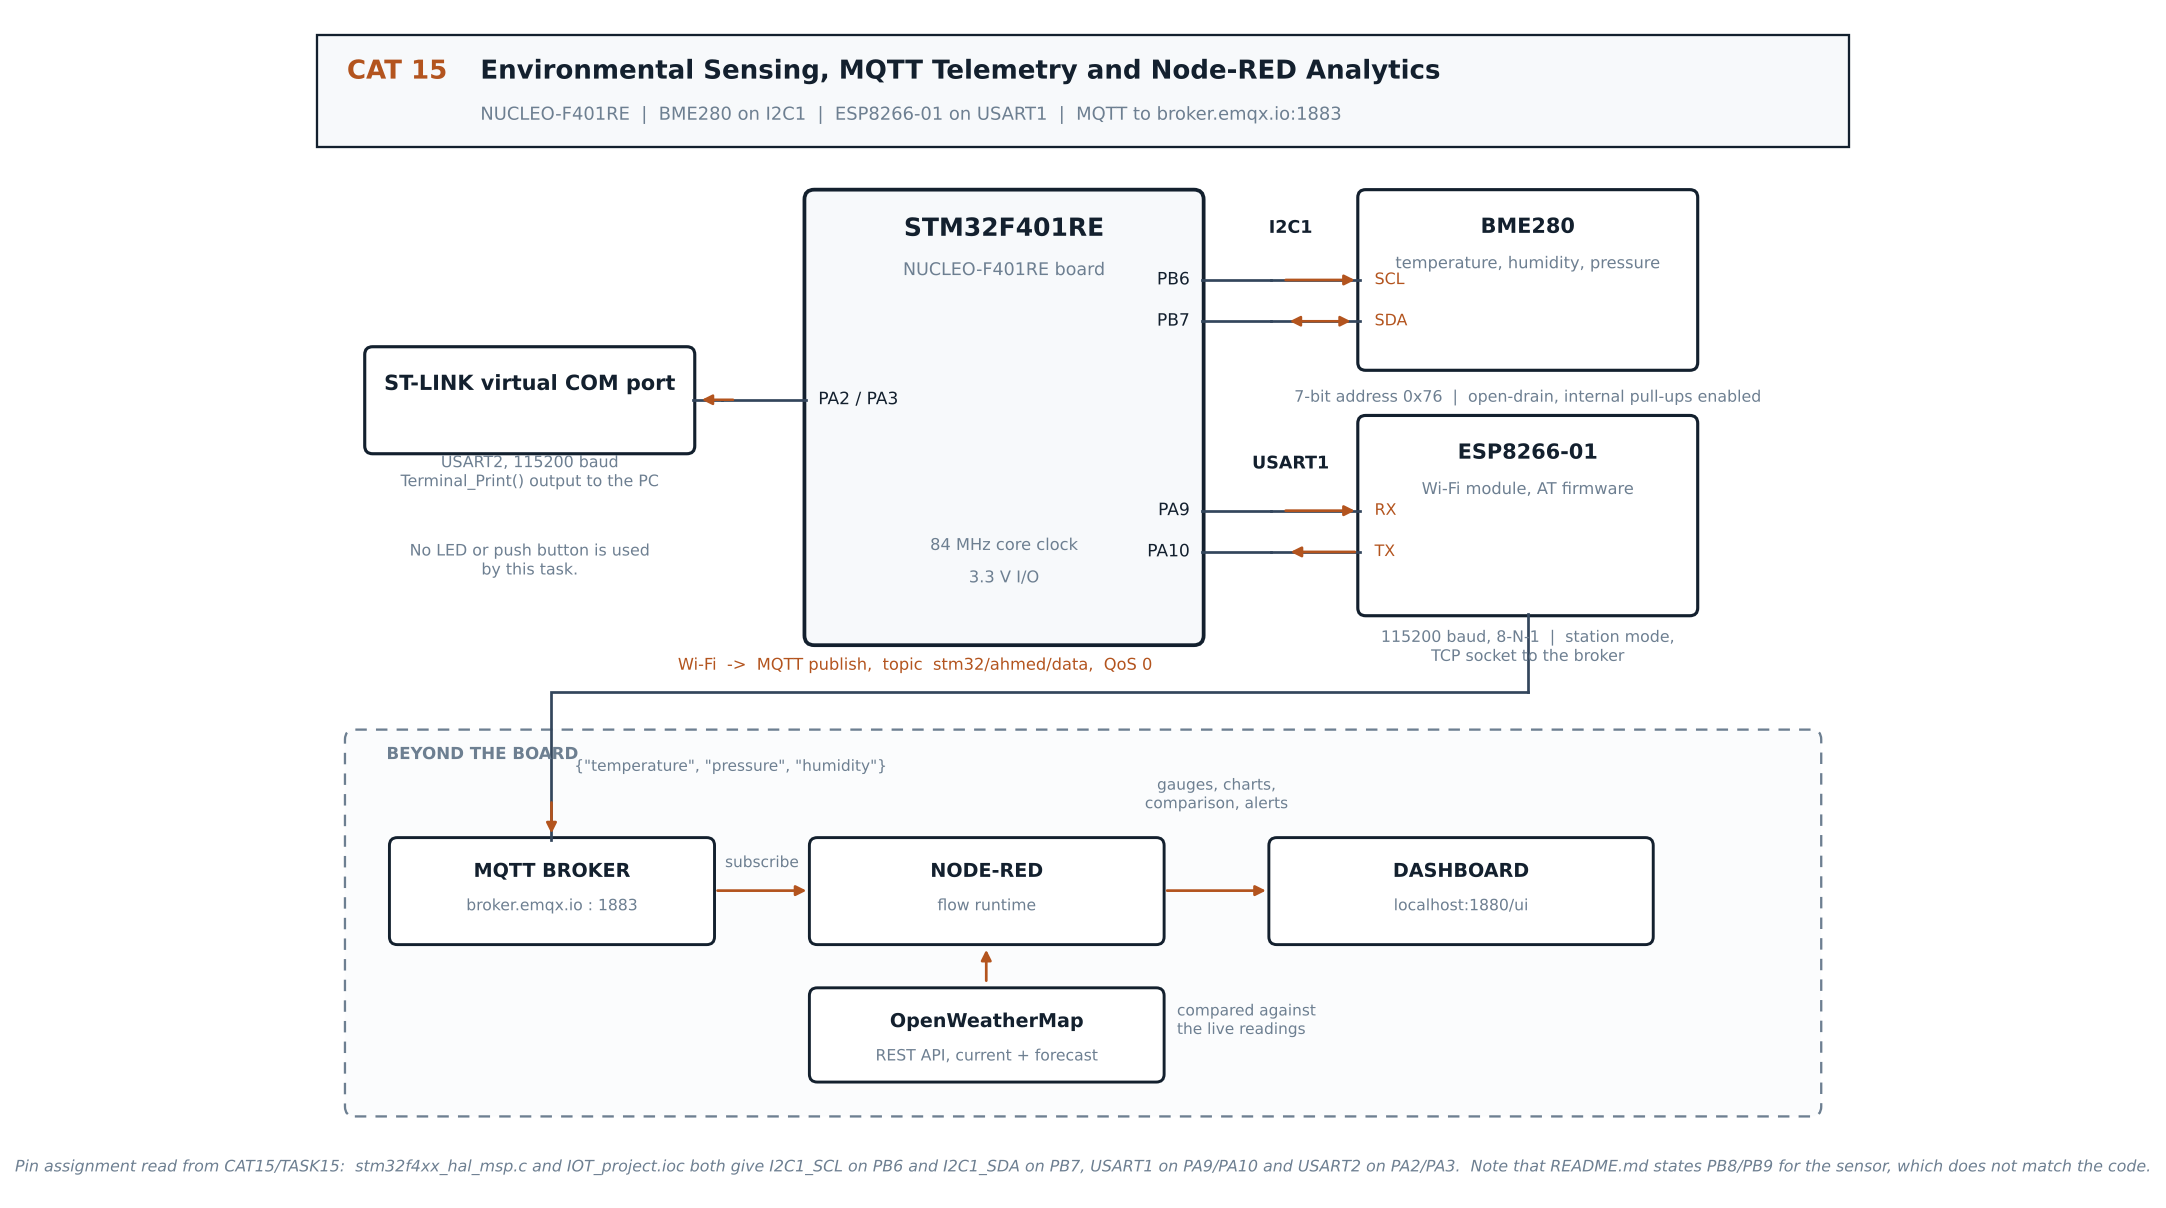 CAT 15 Environmental Sensing, MQTT Telemetry and Node-RED Analytics
NUCLEO-F401RE | BME280 on I2C1 | ESP8266-01 on USART1 | MQTT to broker.emqx.io:1883
STM32F401RE
NUCLEO-F401RE board
PB6
PB7
PA2 / PA3
PA9
PA10
84 MHz core clock
3.3 V I/O
I2C1
BME280
temperature, humidity, pressure
SCL
SDA
7-bit address 0x76 | open-drain, internal pull-ups enabled
ST-LINK virtual COM port
USART2, 115200 baud
Terminal_Print() output to the PC
No LED or push button is used
by this task.
USART1
ESP8266-01
Wi-Fi module, AT firmware
RX
TX
115200 baud, 8-N-1 | station mode,
TCP socket to the broker
Wi-Fi -> MQTT publish, topic stm32/ahmed/data, QoS 0
BEYOND THE BOARD
{"temperature", "pressure", "humidity"}
gauges, charts,
comparison, alerts
MQTT BROKER
broker.emqx.io : 1883
subscribe
NODE-RED
flow runtime
DASHBOARD
localhost:1880/ui
OpenWeatherMap
REST API, current + forecast
compared against
the live readings
Pin assignment read from CAT15/TASK15: stm32f4xx_hal_msp.c and IOT_project.ioc both give I2C1_SCL on PB6 and I2C1_SDA on PB7, USART1 on PA9/PA10 and USART2 on PA2/PA3. Note that README.md states PB8/PB9 for the sensor, which does not match the code.